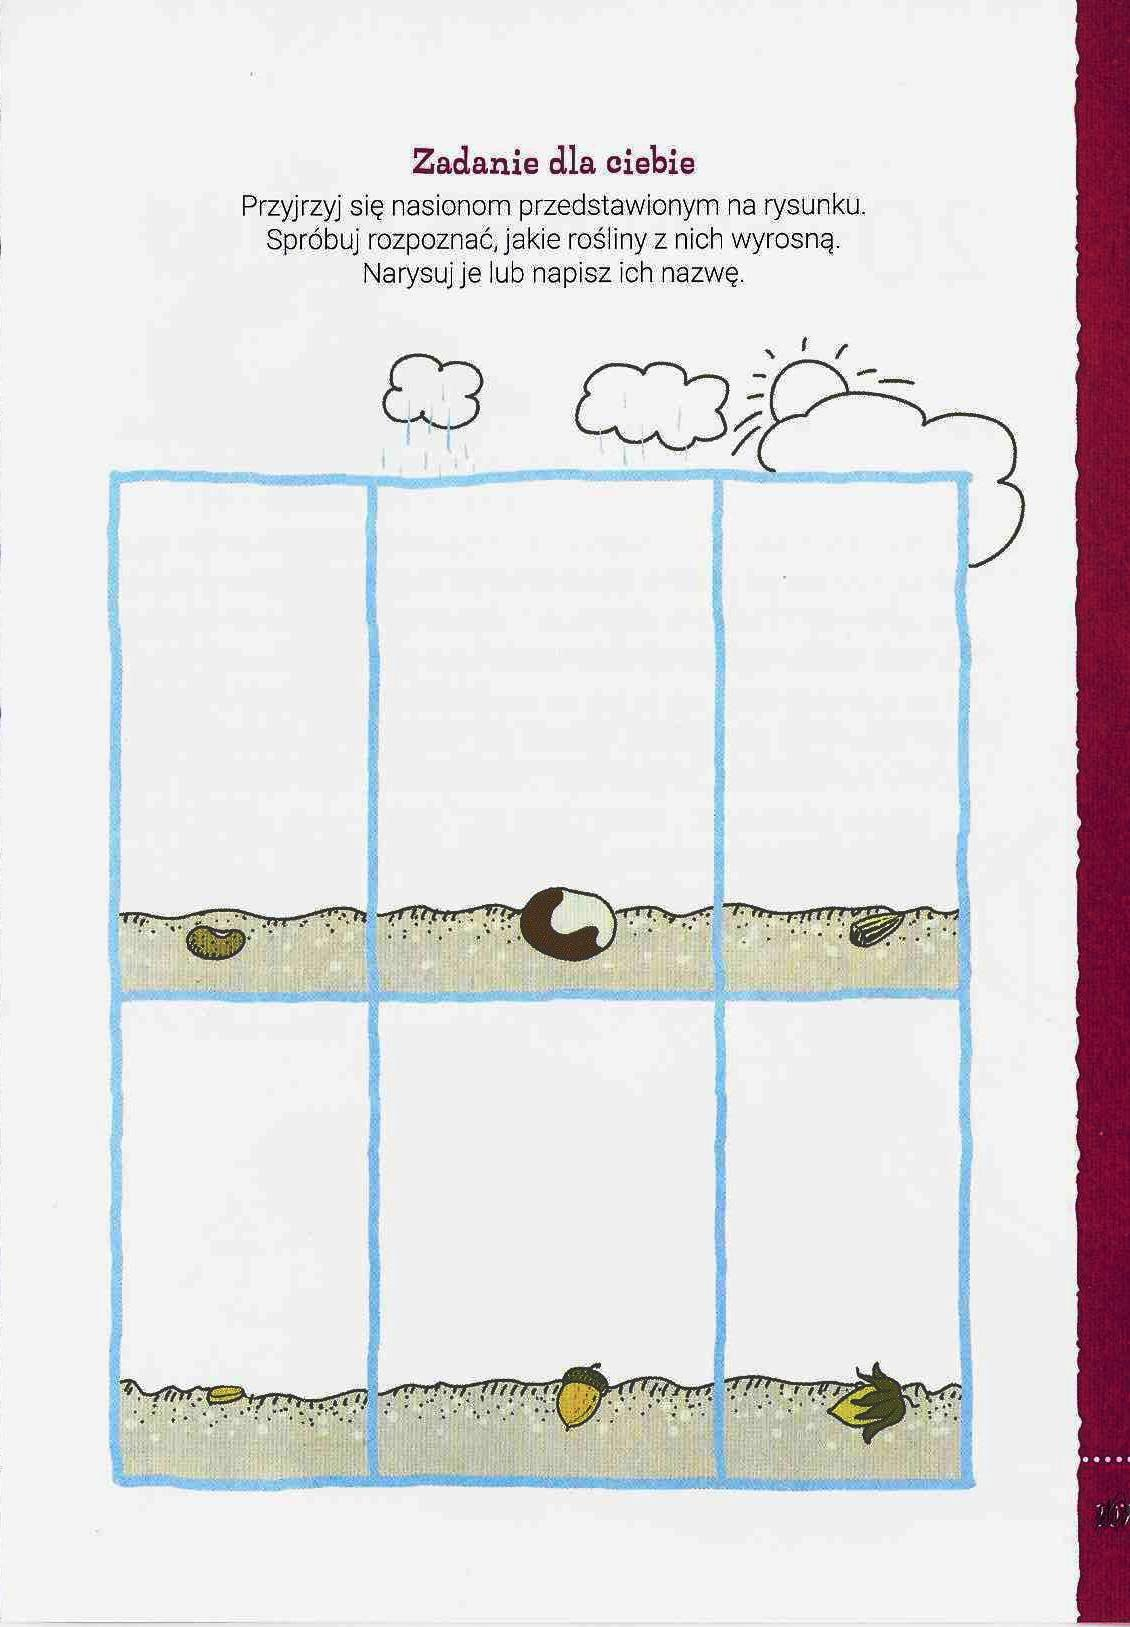 Zadanie dla ciebie
Przyjrzyj się nasionom przedstawionym na rysunku.
Spróbuj rozpoznać, jakie rośliny z nich wyrosną.
Narysuj je lub napisz ich nazwę.